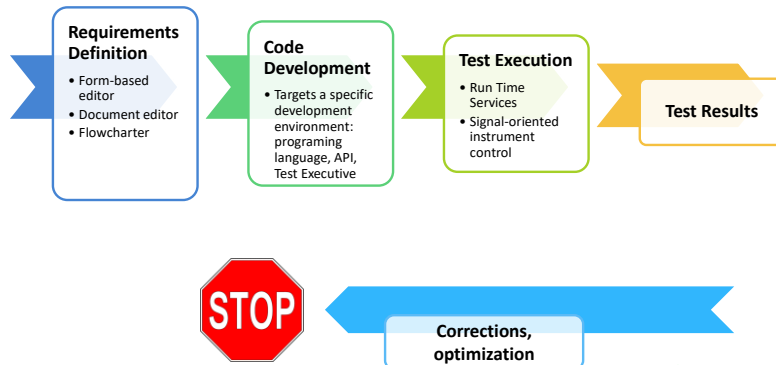 Requirements
Definition
• Form-based
editor
• Document editor
• Flowcharter
Code
Development
• Targets a specific
development
environment:
programing
language, API,
Test Executive
Test Execution
• Run Time
Services
• Signal-oriented
instrument
control
Test Results
STOP
Corrections,
optimization